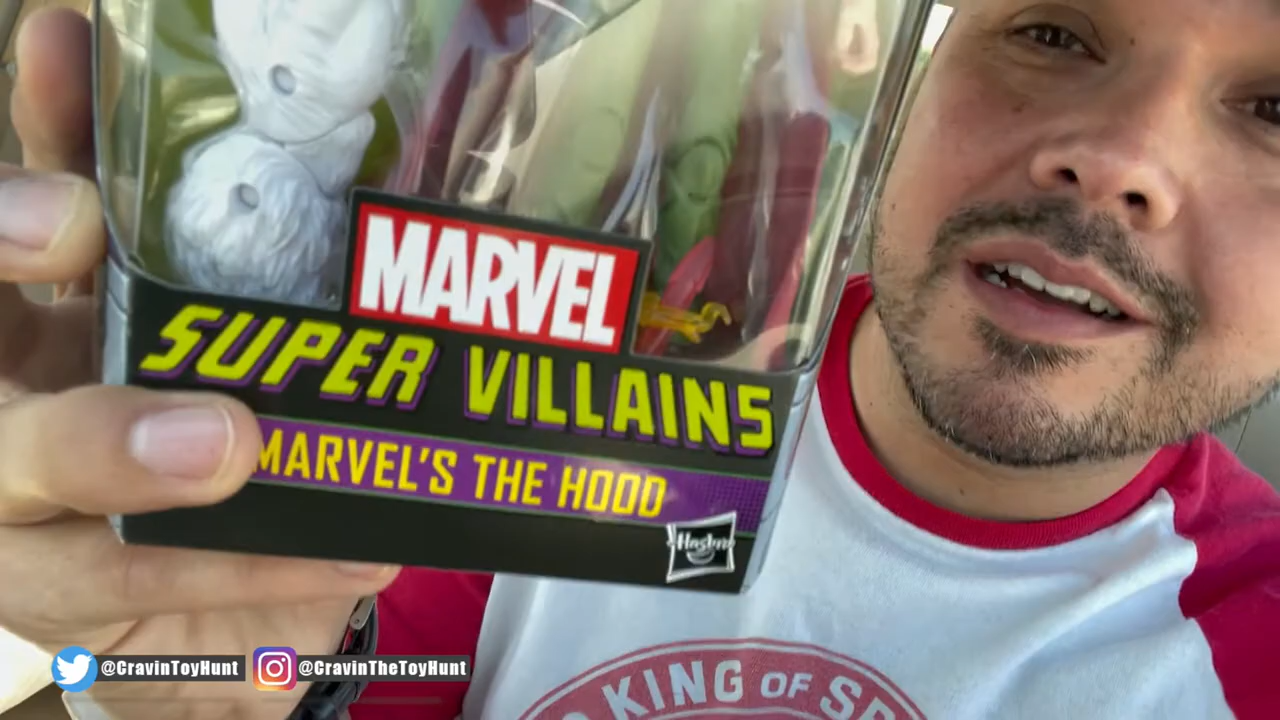 MARVEL
SUPER VILLAINS
MARVEL'S THE HOOD
Hasbro
KING OF
@CravinToyHunt
@CravinTheToyHunt